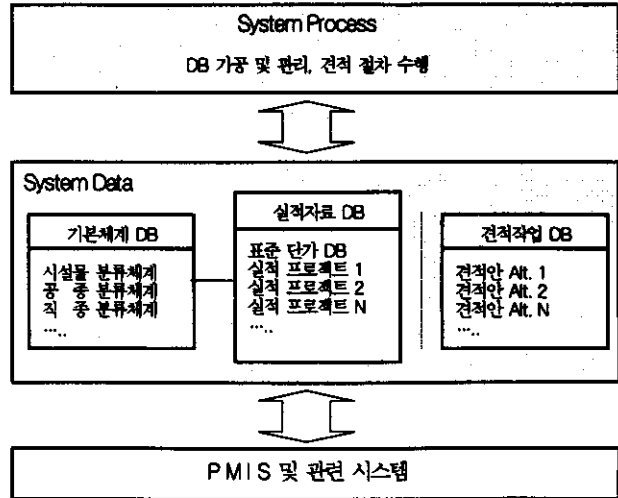 System Process
DB 가공 및 관리, 견적 절차 수행
System Data
기본체계 DB
시설물 분류체계
공 종 분류체계
직 종 분류체계
.....
실적자료 DB
표준 단가 DB
실적 프로젝트 1
실적 프로젝트 2
실적 프로젝트 N
.....
견적작업 DB
견적안 Alt. 1
견적안 Alt. 2
견적안 Alt. N
.....
PMIS 및 관련 시스템